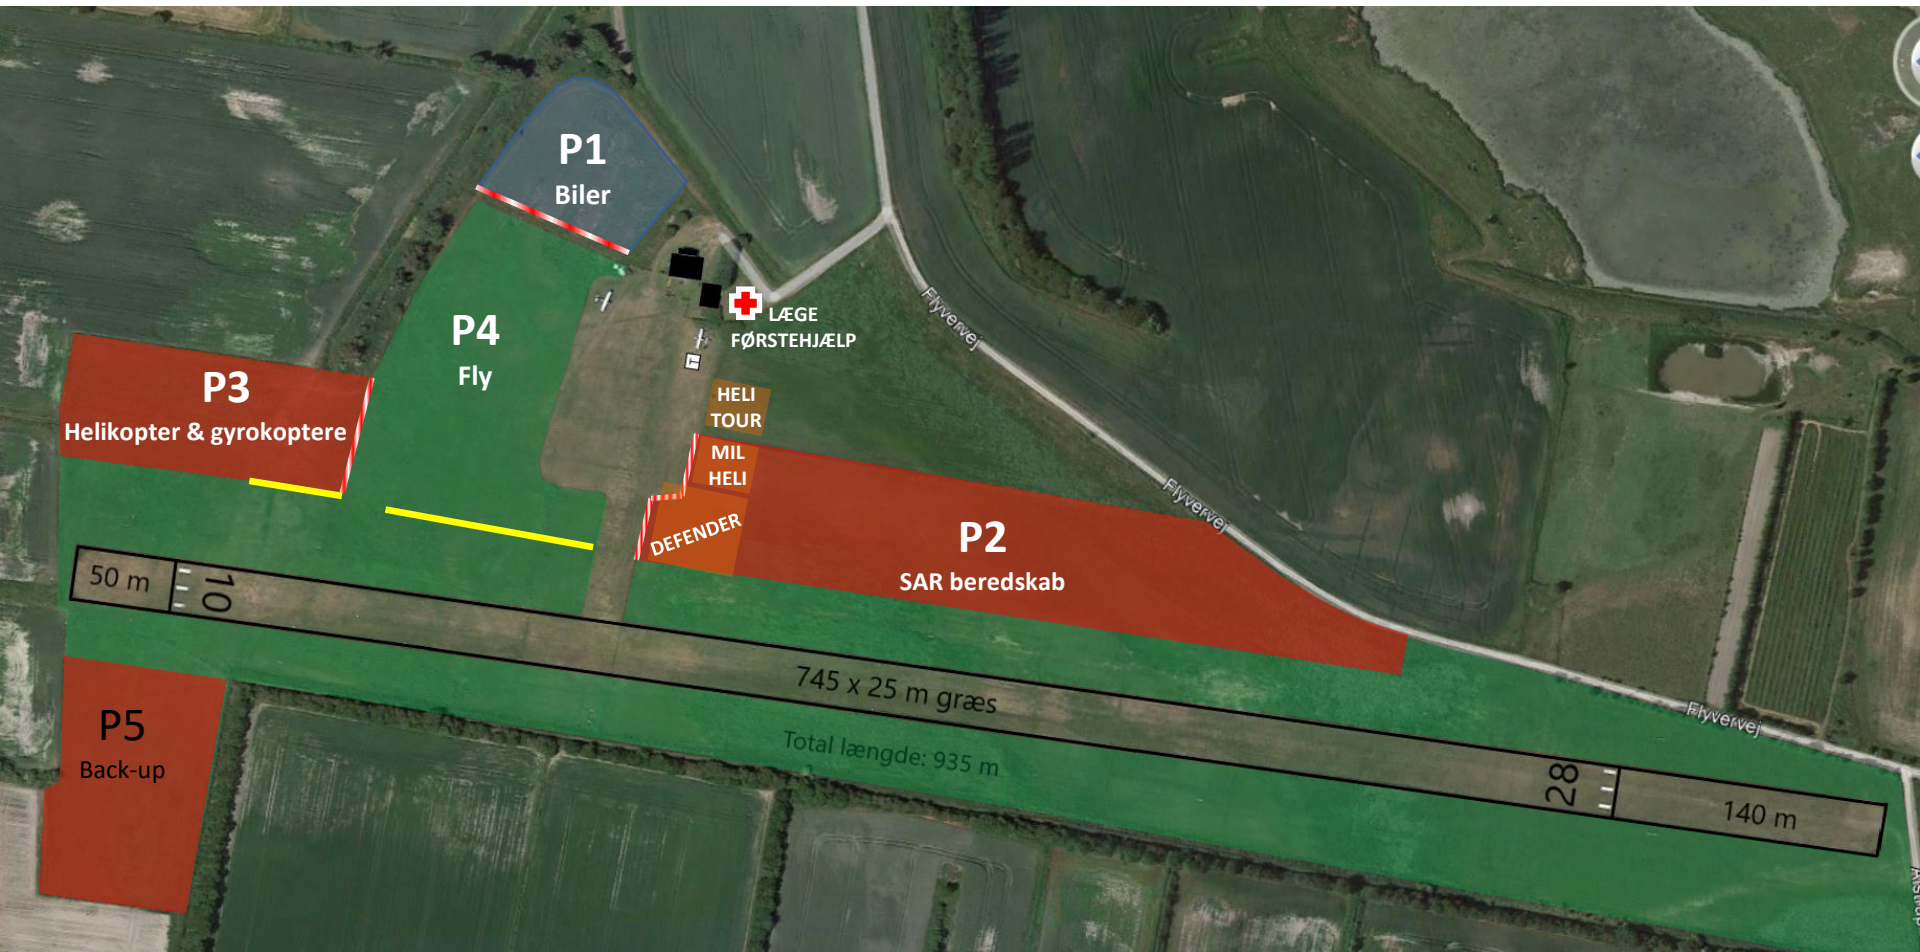 P1
Biler
P4
Fly
P3
Helikopter & gyrokoptere
LÆGE
FØRSTEHJÆLP
HELI
TOUR
MIL
HELI
DEFENDER
P2
SAR beredskab
Flyvervej
Flyvervej
Flyvervej
50 m
10
745 x 25 m græs
Total længde: 935 m
28
140 m
P5
Back-up
T